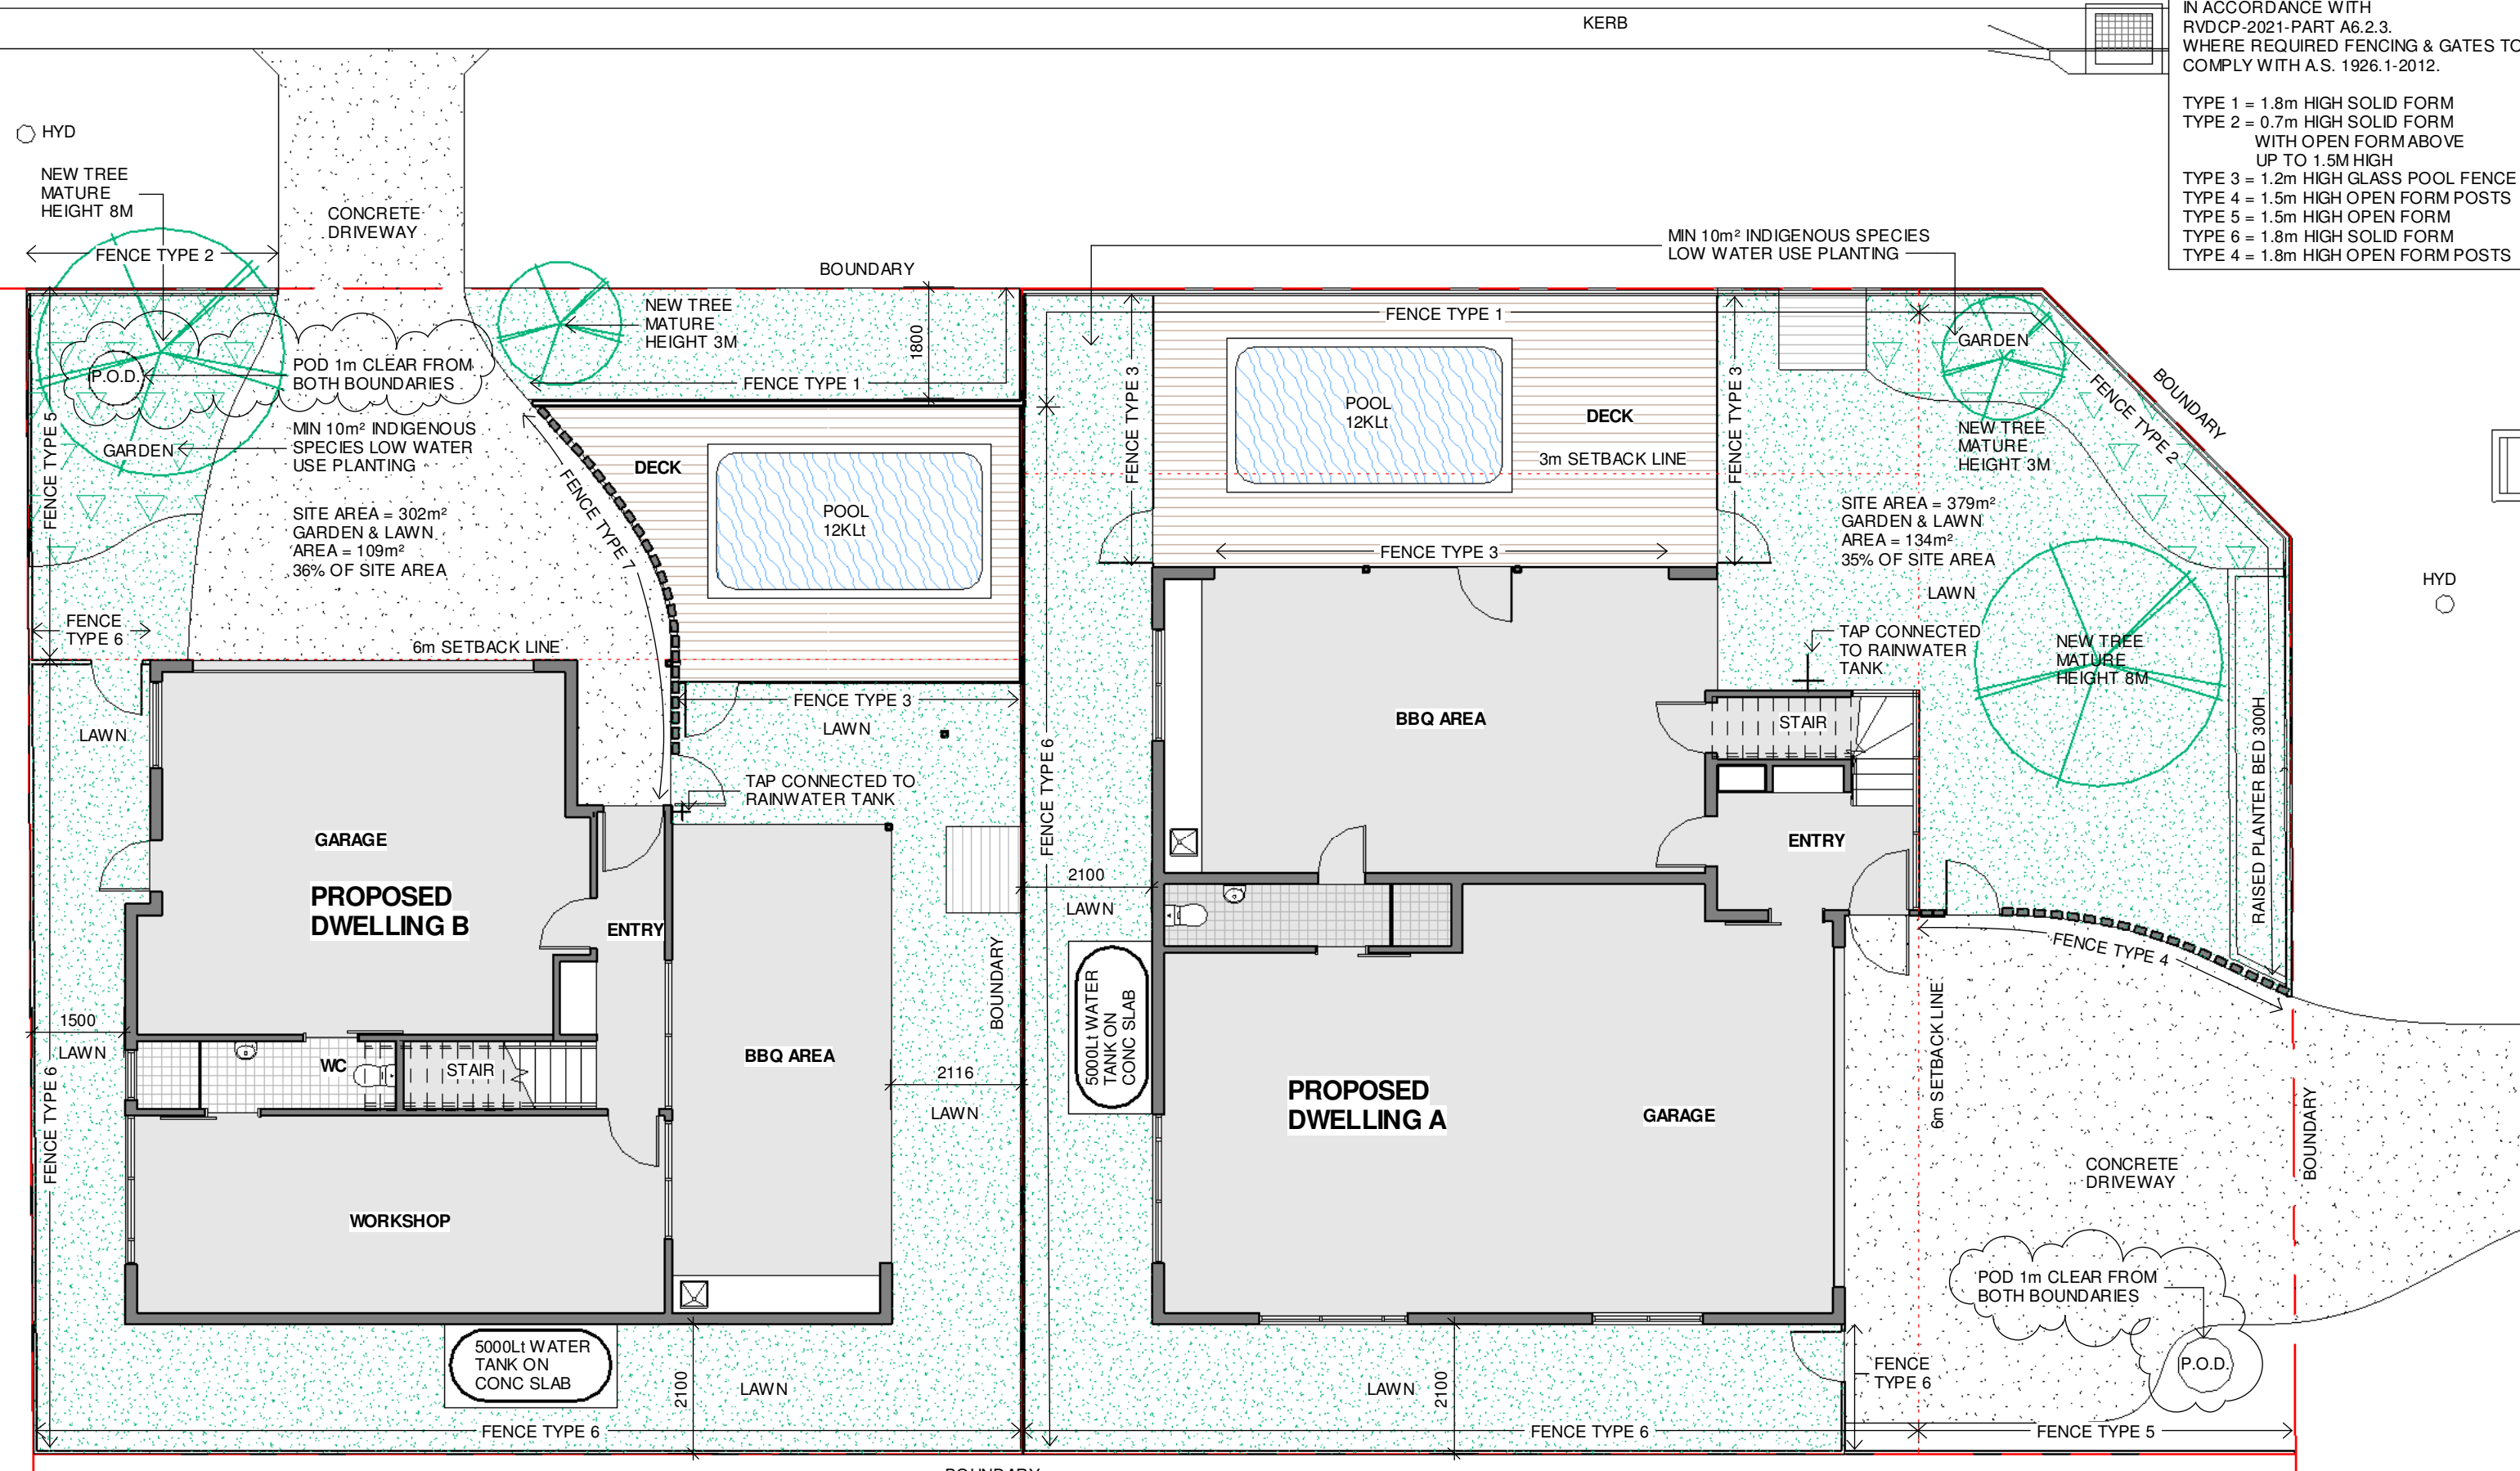 KERB
IN ACCORDANCE WITH
RVDCP-2021-PART A6.2.3.
WHERE REQUIRED FENCING & GATES TO
COMPLY WITH A.S. 1926.1-2012.
TYPE 1 = 1.8m HIGH SOLID FORM
TYPE 2 = 0.7m HIGH SOLID FORM
WITH OPEN FORM ABOVE
UP TO 1.5M HIGH
TYPE 3 = 1.2m HIGH GLASS POOL FENCE
TYPE 4 = 1.5m HIGH OPEN FORM POSTS
TYPE 5 = 1.5m HIGH OPEN FORM
TYPE 6 = 1.8m HIGH SOLID FORM
TYPE 4 = 1.8m HIGH OPEN FORM POSTS
HYD
NEW TREE
MATURE
HEIGHT 8M
CONCRETE
DRIVEWAY
FENCE TYPE 2
BOUNDARY
NEW TREE
MATURE
HEIGHT 3M
1800
FENCE TYPE 1
POD 1m CLEAR FROM
BOTH BOUNDARIES
P.O.D.
GARDEN
MIN 10m² INDIGENOUS
SPECIES LOW WATER
USE PLANTING
FENCE TYPE 5
SITE AREA = 302m²
GARDEN & LAWN
AREA = 109m²
36% OF SITE AREA
FENCE TYPE 7
DECK
POOL
12KLt
FENCE
TYPE 6
6m SETBACK LINE
FENCE TYPE 3
LAWN
LAWN
TAP CONNECTED TO
RAINWATER TANK
GARAGE
PROPOSED
DWELLING B
ENTRY
BOUNDARY
1500
LAWN
WC
STAIR
BBQ AREA
2116
LAWN
FENCE TYPE 6
WORKSHOP
5000Lt WATER
TANK ON
CONC SLAB
2100
LAWN
FENCE TYPE 6
BOUNDARY
MIN 10m² INDIGENOUS SPECIES
LOW WATER USE PLANTING
FENCE TYPE 1
FENCE TYPE 3
POOL
12KLt
DECK
3m SETBACK LINE
FENCE TYPE 3
FENCE TYPE 3
GARDEN
FENCE TYPE 2
BOUNDARY
NEW TREE
MATURE
HEIGHT 3M
SITE AREA = 379m²
GARDEN & LAWN
AREA = 134m²
35% OF SITE AREA
LAWN
HYD
TAP CONNECTED
TO RAINWATER
TANK
NEW TREE
MATURE
HEIGHT 8M
RAISED PLANTER BED 300H
BBQ AREA
STAIR
ENTRY
FENCE TYPE 6
2100
LAWN
5000Lt WATER
TANK ON
CONC SLAB
PROPOSED
DWELLING A
GARAGE
FENCE TYPE 4
6m SETBACK LINE
CONCRETE
DRIVEWAY
BOUNDARY
POD 1m CLEAR FROM
BOTH BOUNDARIES
P.O.D.
FENCE
TYPE 6
LAWN
2100
FENCE TYPE 6
FENCE TYPE 5